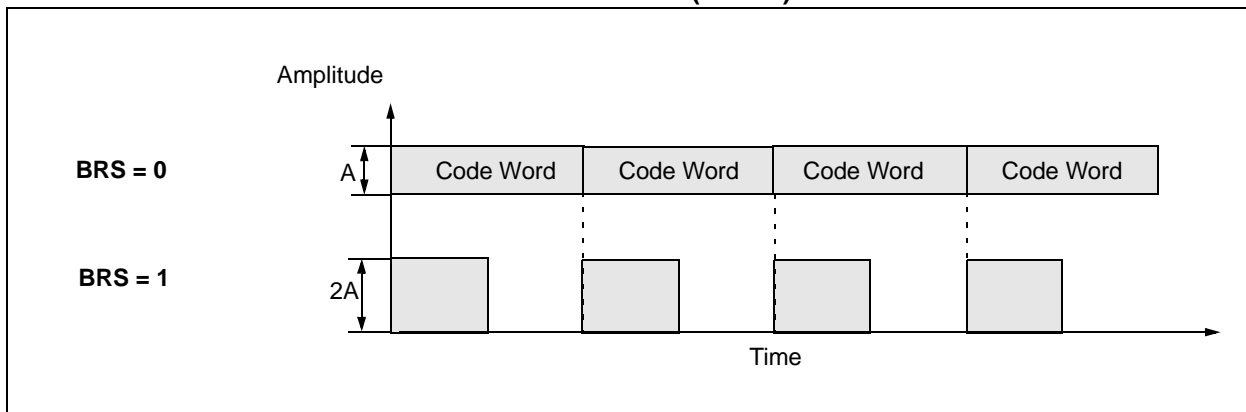 Amplitude
BRS = 0
A
Code Word
Code Word
Code Word
Code Word
BRS = 1
2A
Time